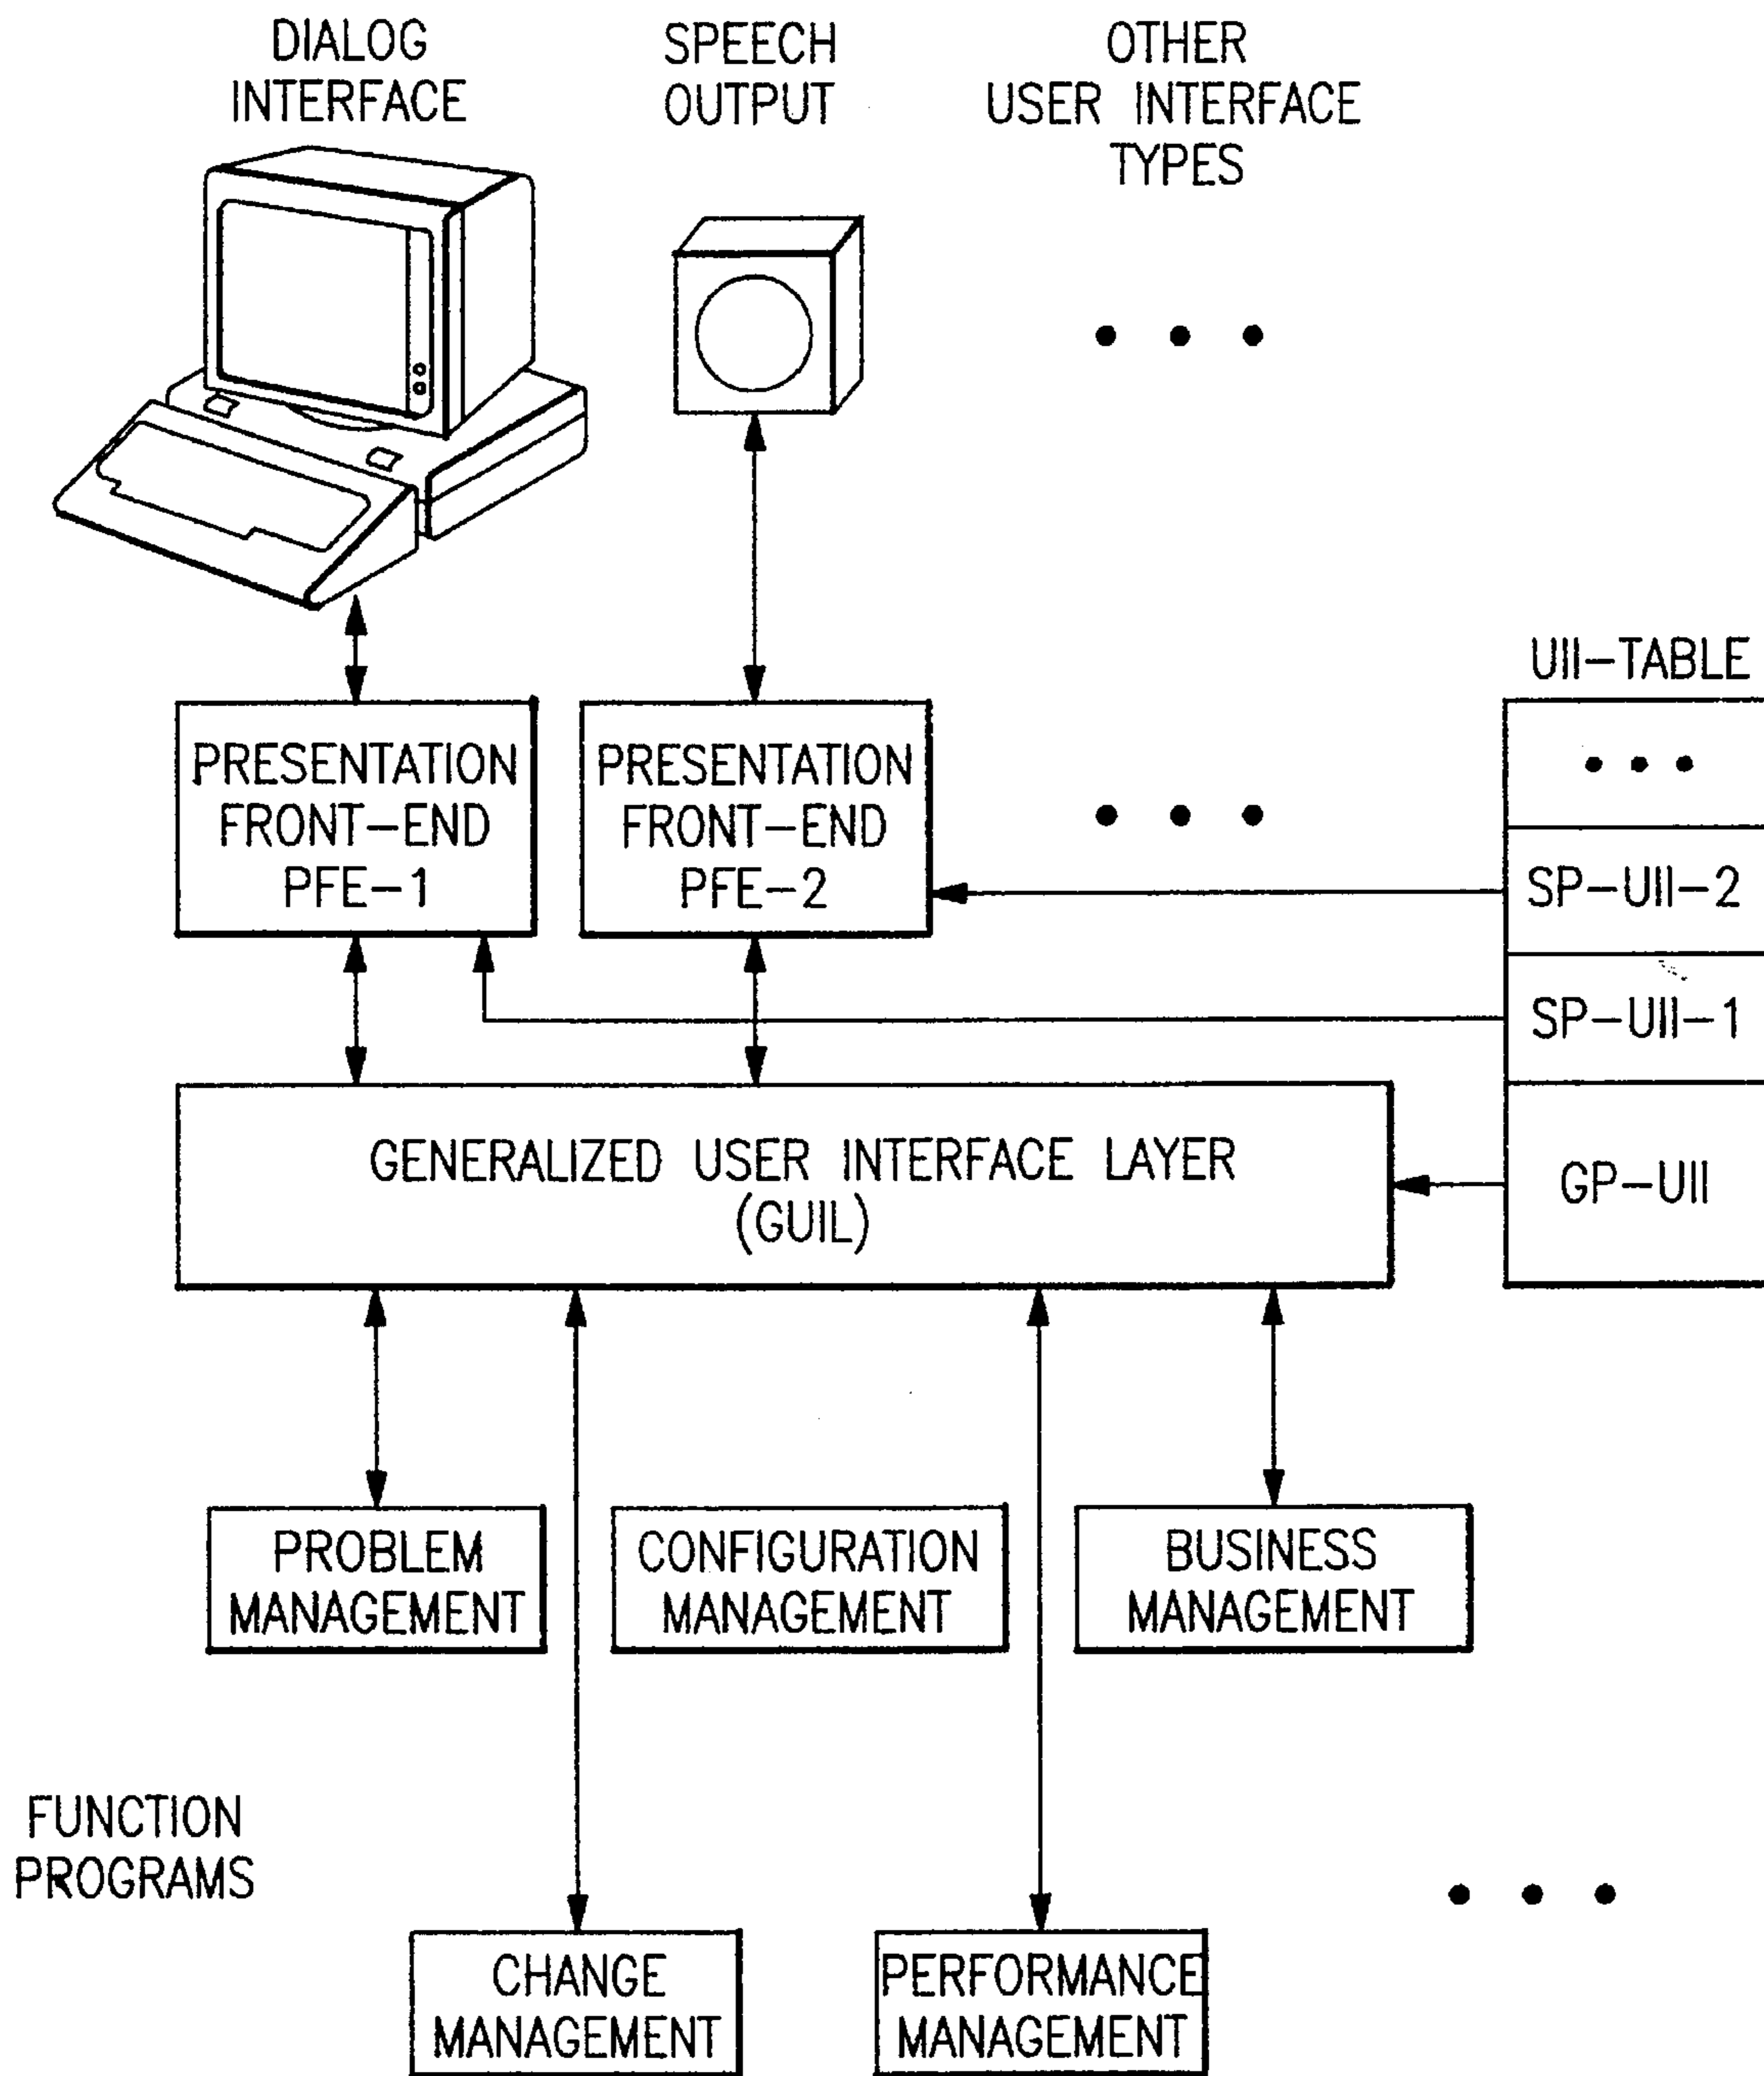 DIALOG
INTERFACE
SPEECH
OUTPUT
OTHER
USER INTERFACE
TYPES
UII-TABLE
PRESENTATION
FRONT-END
PFE-1
PRESENTATION
FRONT-END
PFE-2
SP-UII-2
SP-UII-1
GP-UII
GENERALIZED USER INTERFACE LAYER
(GUIL)
PROBLEM
MANAGEMENT
CONFIGURATION
MANAGEMENT
BUSINESS
MANAGEMENT
FUNCTION
PROGRAMS
CHANGE
MANAGEMENT
PERFORMANCE
MANAGEMENT